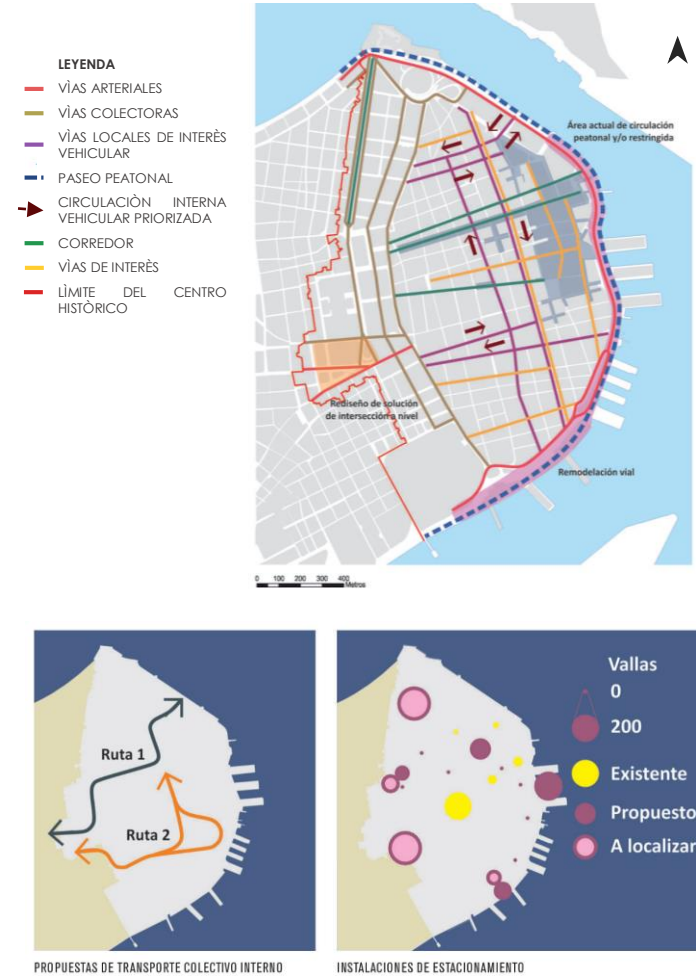 LEYENDA
VÌAS ARTERIALES
VÌAS COLECTORAS
VÌAS LOCALES DE INTERÈS
VEHICULAR
PASEO PEATONAL
CIRCULACIÒN INTERNA
VEHICULAR PRIORIZADA
CORREDOR
VÌAS DE INTERÈS
LÌMITE DEL CENTRO
HISTÒRICO
Área actual de circulación
peatonal y/o restringida
Rediseño de solución
de intersección a nivel
Remodelación vial
0 100 200 300 400
Metros
Ruta 1
Ruta 2
Vallas
0
200
Existente
Propuesto
A localizar
PROPUESTAS DE TRANSPORTE COLECTIVO INTERNO
INSTALACIONES DE ESTACIONAMIENTO